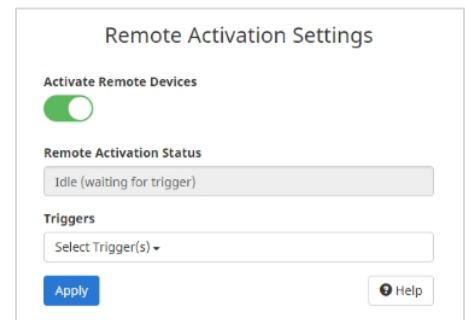 Remote Activation Settings
Activate Remote Devices
Remote Activation Status
Idle (waiting for trigger)
Triggers
Select Trigger(s)
Apply
Help